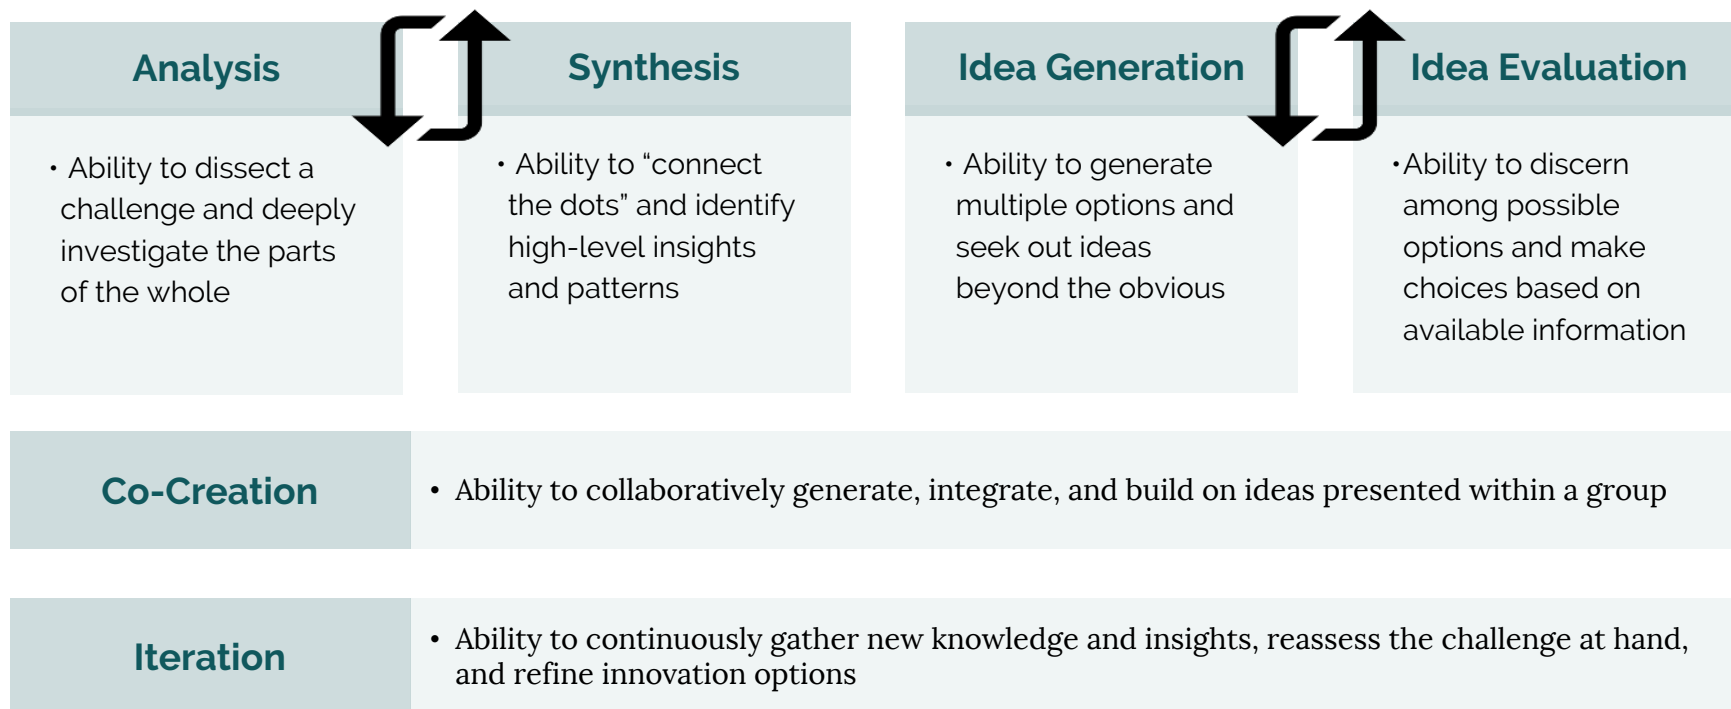 Analysis
• Ability to dissect a
challenge and deeply
investigate the parts
of the whole
Synthesis
• Ability to “connect
the dots” and identify
high-level insights
and patterns
Idea Generation
• Ability to generate
multiple options and
seek out ideas
beyond the obvious
Idea Evaluation
•Ability to discern
among possible
options and make
choices based on
available information
Co-Creation
• Ability to collaboratively generate, integrate, and build on ideas presented within a group
Iteration
• Ability to continuously gather new knowledge and insights, reassess the challenge at hand,
and refine innovation options